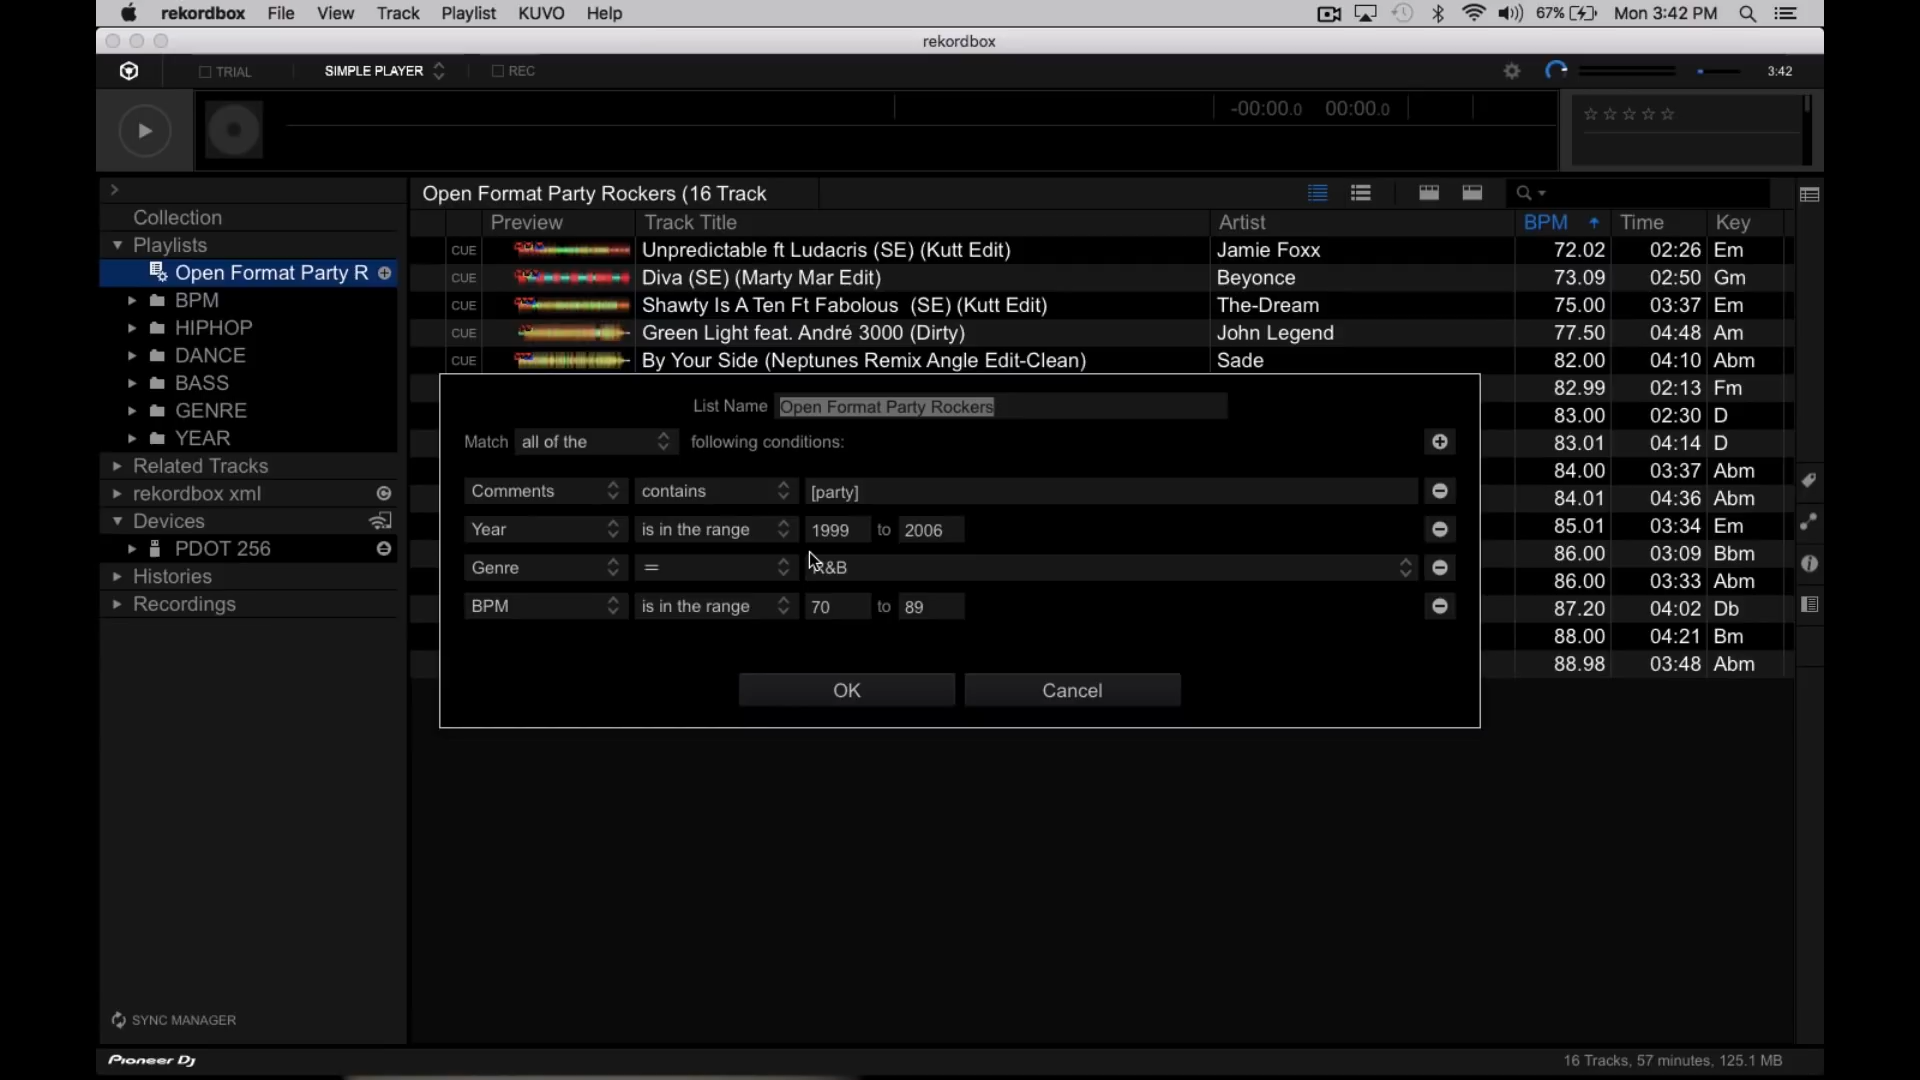 rekordbox File View Track Playlist KUVO Help 67% Mon 3:42 PM
rekordbox
TRIAL SIMPLE PLAYER REC 3:42
-00:00.0 00:00.0
Collection
Playlists
Open Format Party R
BPM
HIPHOP
DANCE
BASS
GENRE
YEAR
Related Tracks
rekordbox xml
Devices
PDOT 256
Histories
Recordings
SYNC MANAGER
Open Format Party Rockers (16 Track
Preview Track Title Artist BPM Time Key
CUE Unpredictable ft Ludacris (SE) (Kutt Edit) Jamie Foxx 72.02 02:26 Em
CUE Diva (SE) (Marty Mar Edit) Beyonce 73.09 02:50 Gm
CUE Shawty Is A Ten Ft Fabolous (SE) (Kutt Edit) The-Dream 75.00 03:37 Em
CUE Green Light feat. André 3000 (Dirty) John Legend 77.50 04:48 Am
CUE By Your Side (Neptunes Remix Angle Edit-Clean) Sade 82.00 04:10 Abm
82.99 02:13 Fm
83.00 02:30 D
83.01 04:14 D
84.00 03:37 Abm
84.01 04:36 Abm
85.01 03:34 Em
86.00 03:09 Bbm
86.00 03:33 Abm
87.20 04:02 Db
88.00 04:21 Bm
88.98 03:48 Abm
List Name Open Format Party Rockers
Match all of the following conditions:
Comments contains [party]
Year is in the range 1999 to 2006
Genre = R&B
BPM is in the range 70 to 89
OK Cancel
Pioneer Dj
16 Tracks, 57 minutes, 125.1 MB